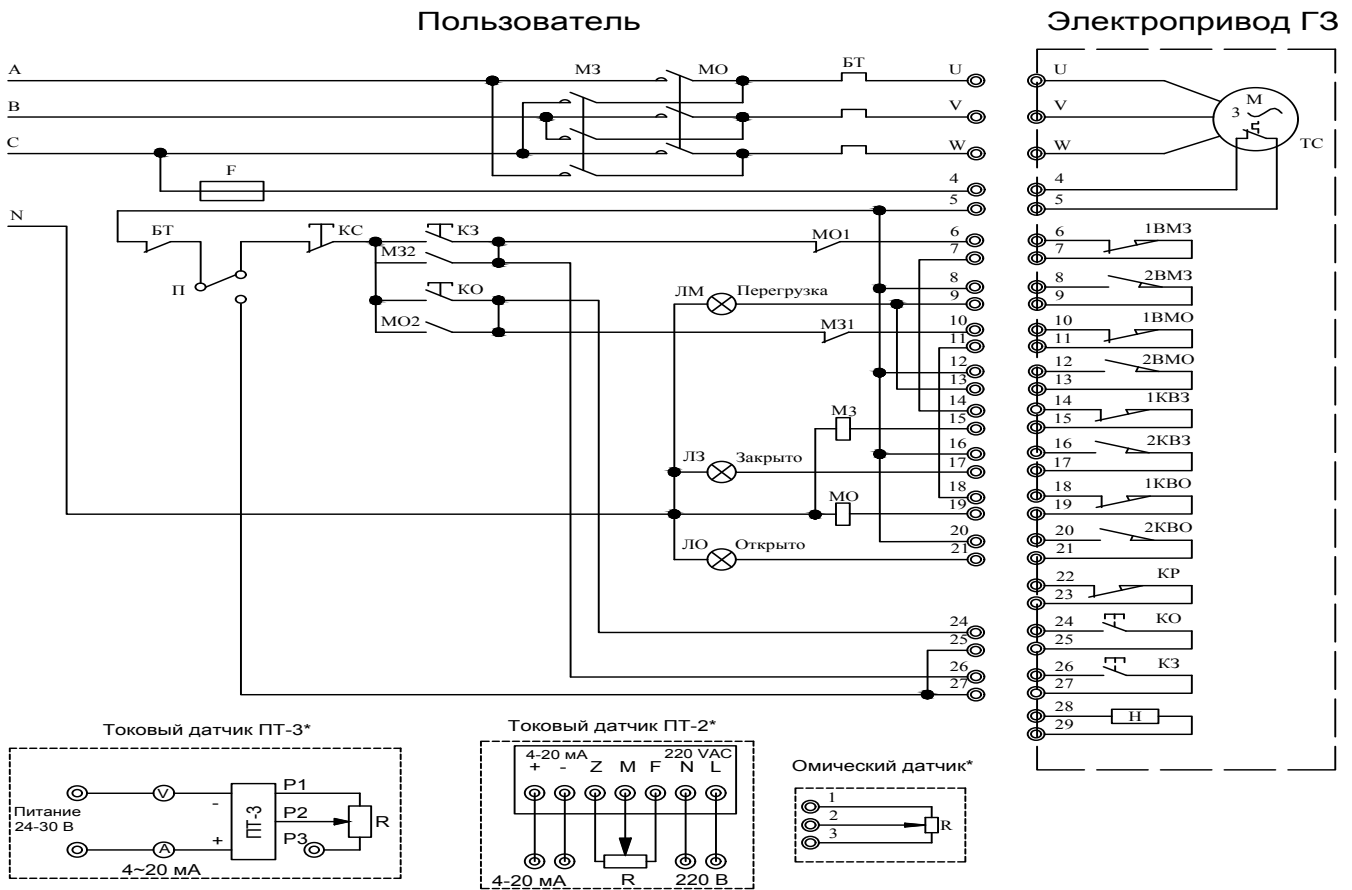 Пользователь
Электропривод ГЗ
A
МЗ
МО
БТ
U
U
B
V
V
М
3
C
W
W
ТС
F
4
4
5
5
N
БТ
КС
КЗ
МО1
6
6
1ВМЗ
МЗ2
7
7
П
КО
ЛМ
Перегрузка
8
8
2ВМЗ
9
9
МО2
МЗ1
10
10
1ВМО
11
11
12
12
2ВМО
13
13
МЗ
14
14
1КВЗ
15
15
ЛЗ
Закрыто
16
16
2КВЗ
17
17
МО
18
18
1КВО
19
19
ЛО
Открыто
20
20
2КВО
21
21
22
КР
23
24
24
КО
25
25
26
26
КЗ
27
27
28
Н
29
Токовый датчик ПТ-3*
Питание
24-30 В
V
-
ПТ-3
P1
P2
R
A
+
P3
4~20 мА
Токовый датчик ПТ-2*
4-20 мА
220 VAC
+ - Z M F N L
4-20 мА
R
220 В
Омический датчик*
1
2
R
3